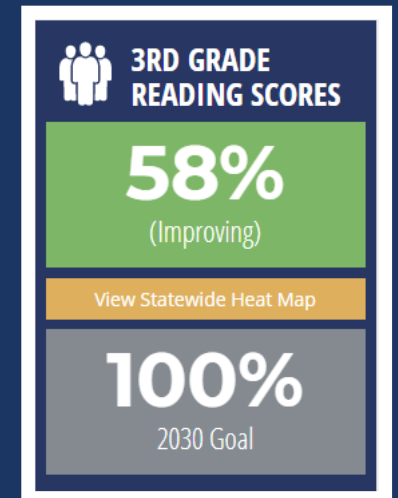 3RD GRADE
READING SCORES
58%
(Improving)
View Statewide Heat Map
100%
2030 Goal